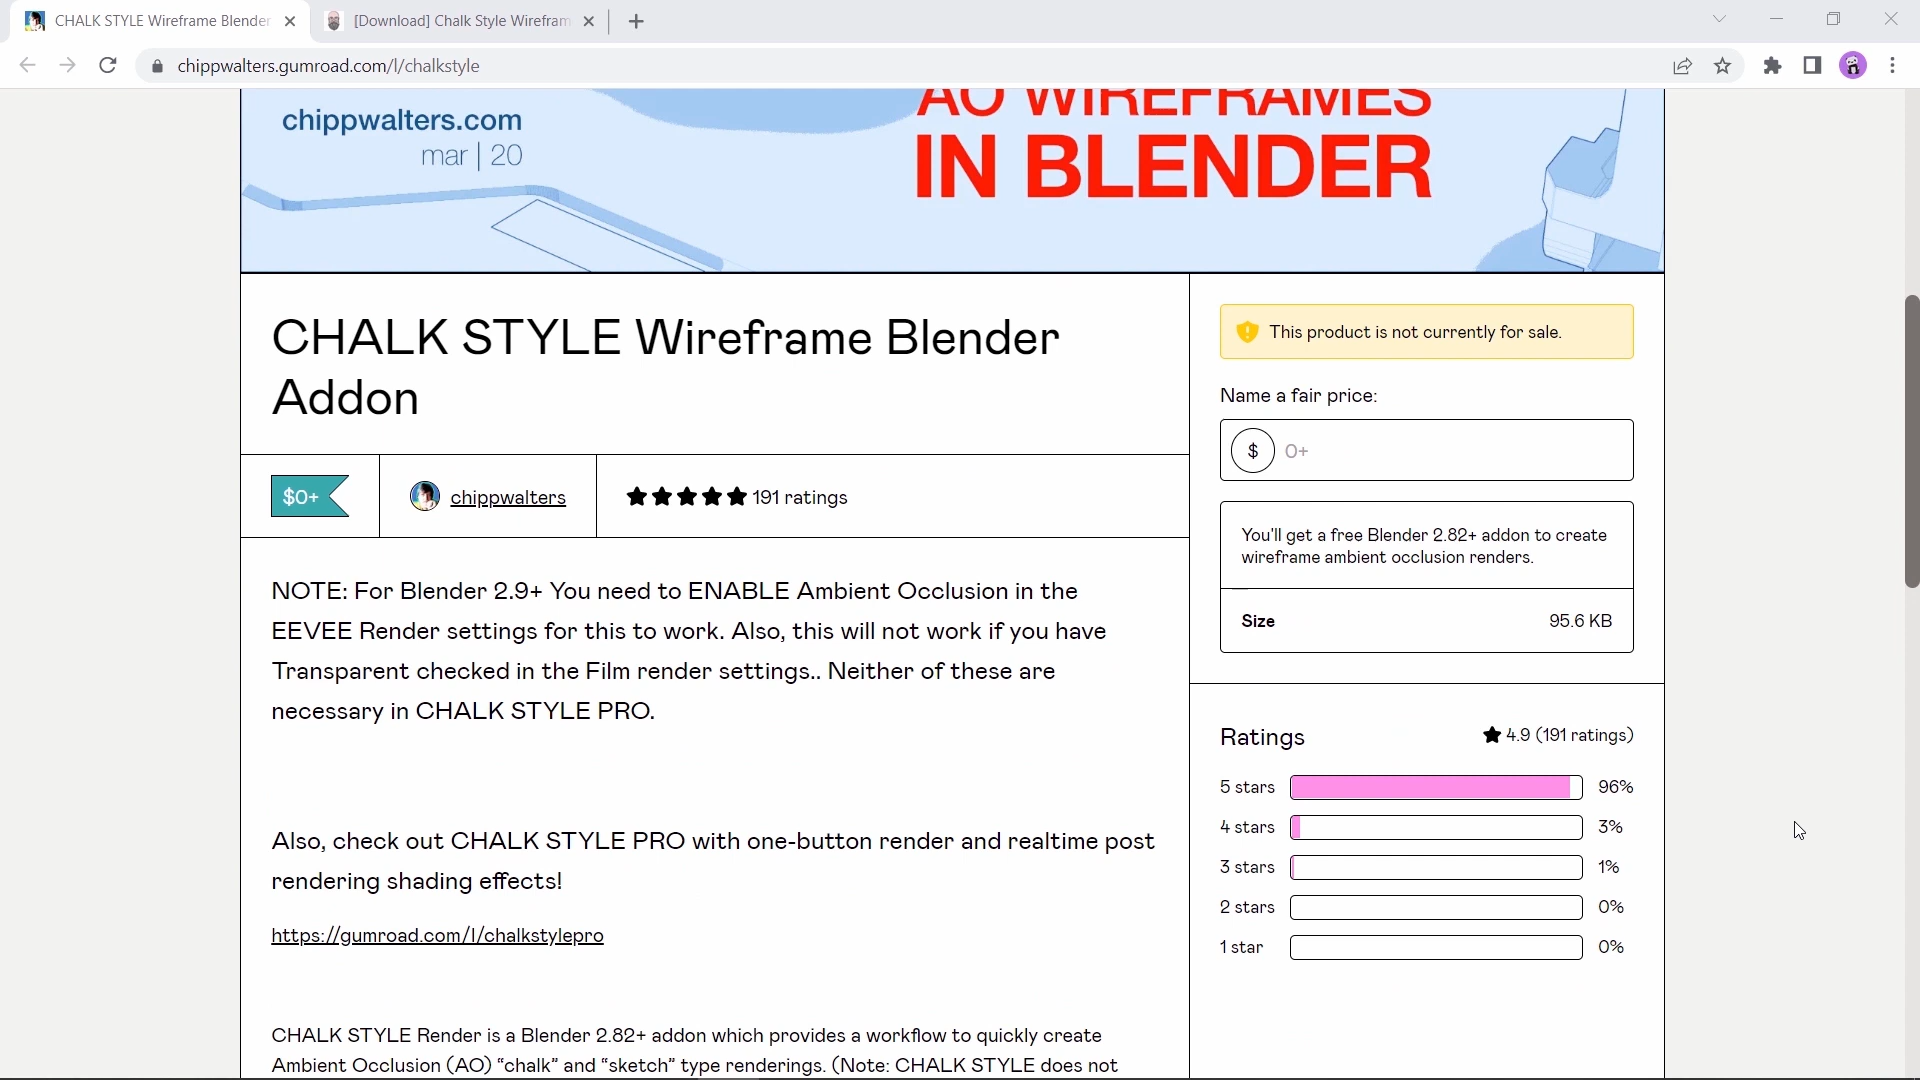 CHALK STYLE Wireframe Blender
[Download] Chalk Style Wirefram
chippwalters.gumroad.com/l/chalkstyle
chippwalters.com
mar | 20
AO WIREFRAMES
IN BLENDER
CHALK STYLE Wireframe Blender
Addon
$0+
chippwalters
191 ratings
NOTE: For Blender 2.9+ You need to ENABLE Ambient Occlusion in the
EEVEE Render settings for this to work. Also, this will not work if you have
Transparent checked in the Film render settings.. Neither of these are
necessary in CHALK STYLE PRO.
Also, check out CHALK STYLE PRO with one-button render and realtime post
rendering shading effects!
https://gumroad.com/l/chalkstylepro
CHALK STYLE Render is a Blender 2.82+ addon which provides a workflow to quickly create
Ambient Occlusion (AO) “chalk” and “sketch” type renderings. (Note: CHALK STYLE does not
This product is not currently for sale.
Name a fair price:
$ 0+
You'll get a free Blender 2.82+ addon to create
wireframe ambient occlusion renders.
Size 95.6 KB
Ratings 4.9 (191 ratings)
5 stars 96%
4 stars 3%
3 stars 1%
2 stars 0%
1 star 0%